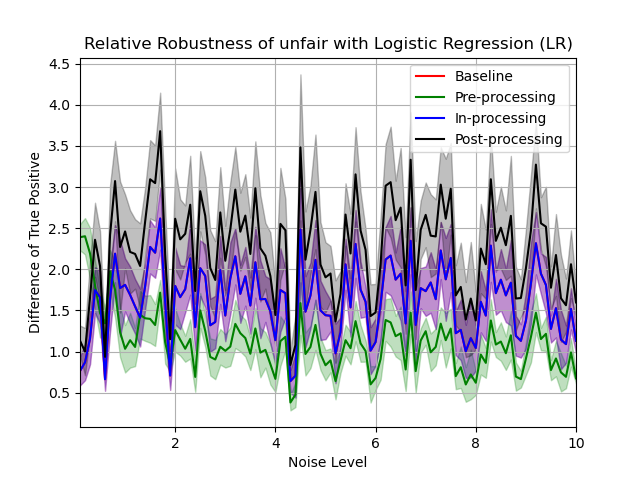 Relative Robustness of unfair with Logistic Regression (LR)
Baseline
Pre-processing
In-processing
Post-processing
Difference of True Positive
4.5
4.0
3.5
3.0
2.5
2.0
1.5
1.0
0.5
2 4 6 8 10
Noise Level